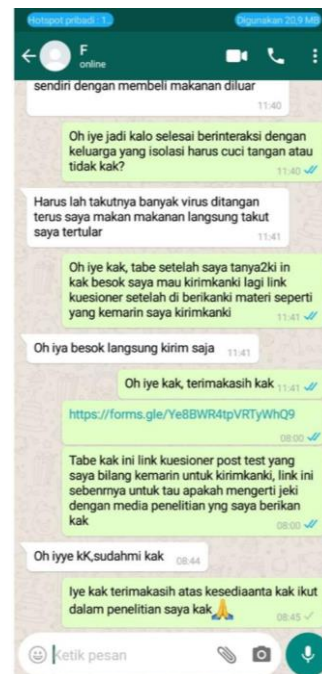 Hotspot pribadi : 1
Digunakan 20,9 MB
F
online
sendiri dengan membeli makanan diluar
11:40
Oh iye jadi kalo selesai berinteraksi dengan
keluarga yang isolasi harus cuci tangan atau
tidak kak?
11:40
Harus lah takutnya banyak virus ditangan
terus saya makan makanan langsung takut
saya tertular
11:41
Oh iye kak, tabe setelah saya tanya2ki in
kak besok saya mau kirimkanki lagi link
kuesioner setelah di berikanki materi seperti
yang kemarin saya kirimkanki
11:41
Oh iya besok langsung kirim saja 11:41
Oh iye kak, terimakasih kak 11:41
https://forms.gle/Ye8BWR4tpVRTyWhQ9
08:00
Tabe kak ini link kuesioner post test yang
saya bilang kemarin untuk kirimkanki, link ini
sebenrnya untuk tau apakah mengerti jeki
dengan media penelitian yng saya berikan
kak
08:00
Oh iyye kK,sudahmi kak 08:44
Iye kak terimakasih atas kesediaanta kak ikut
dalam penelitian saya kak🙏
08:45
Ketik pesan